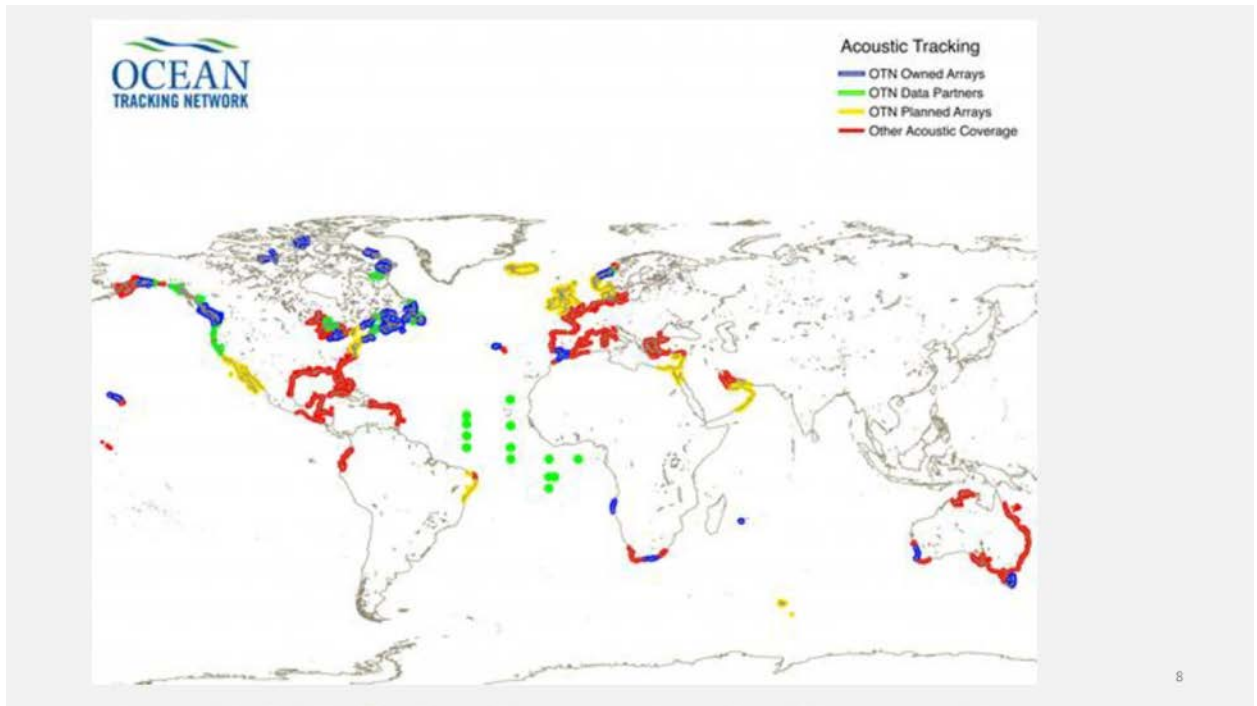 OCEAN
TRACKING NETWORK
Acoustic Tracking
OTN Owned Arrays
OTN Data Partners
OTN Planned Arrays
Other Acoustic Coverage
8